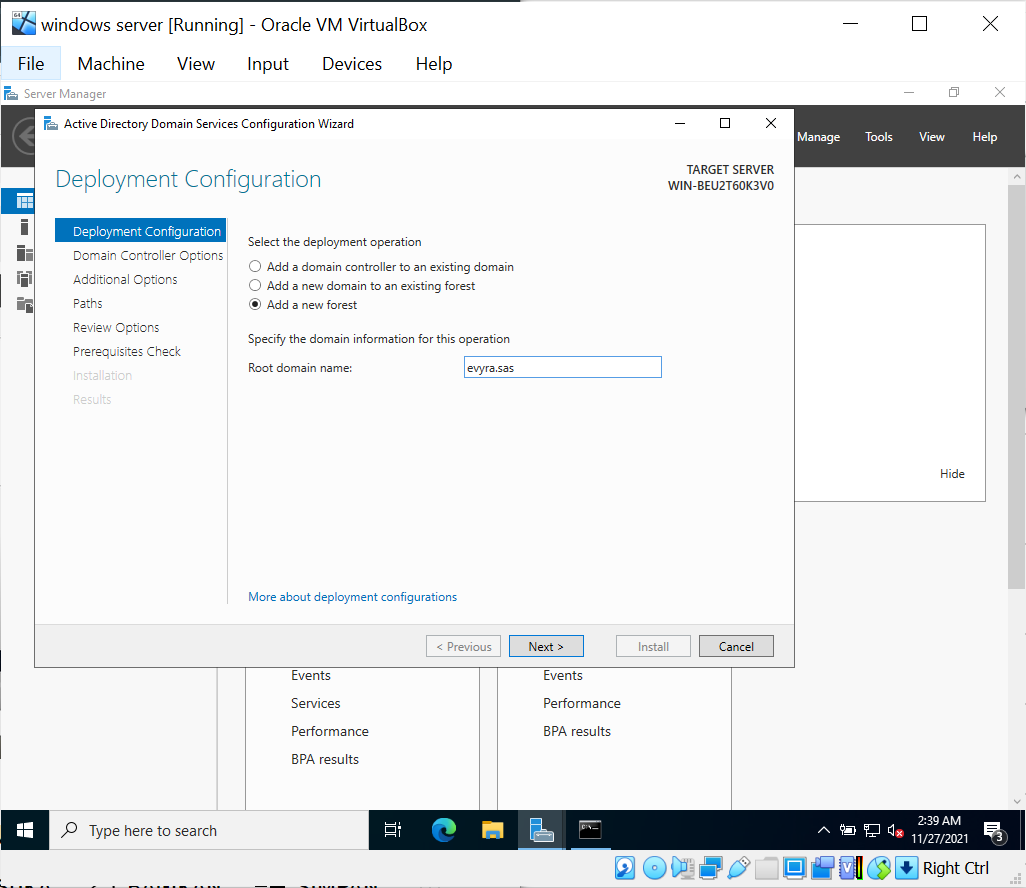 windows server [Running] - Oracle VM VirtualBox
File Machine View Input Devices Help
Server Manager
Manage Tools View Help
Active Directory Domain Services Configuration Wizard
Deployment Configuration
TARGET SERVER
WIN-BEU2T60K3V0
Deployment Configuration
Domain Controller Options
Additional Options
Paths
Review Options
Prerequisites Check
Installation
Results
Select the deployment operation
Add a domain controller to an existing domain
Add a new domain to an existing forest
Add a new forest
Specify the domain information for this operation
Root domain name: evyra.sas
More about deployment configurations
< Previous Next > Install Cancel
Hide
Events
Services
Performance
BPA results
Events
Performance
BPA results
Type here to search
2:39 AM
11/27/2021
3
Right Ctrl